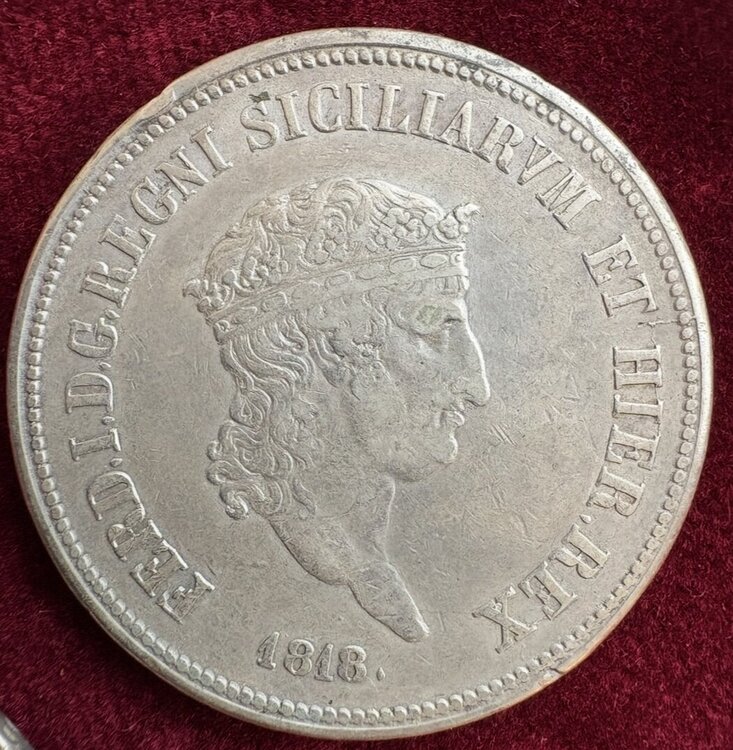 FERD.I.D.G.REGNI SICILIARVM ET HIER.REX
1818.